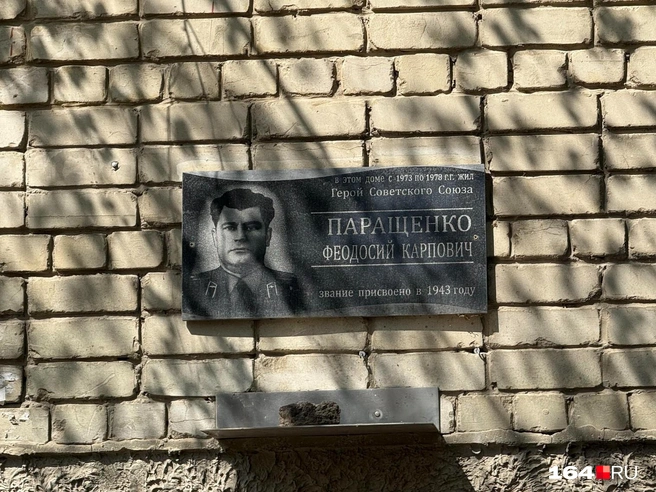 в этом доме с 1973 по 1978 г.г. жил
Герой Советского Союза
ПАРАЩЕНКО
ФЕОДОСИЙ КАРПОВИЧ
звание присвоено в 1943 году
164.RU